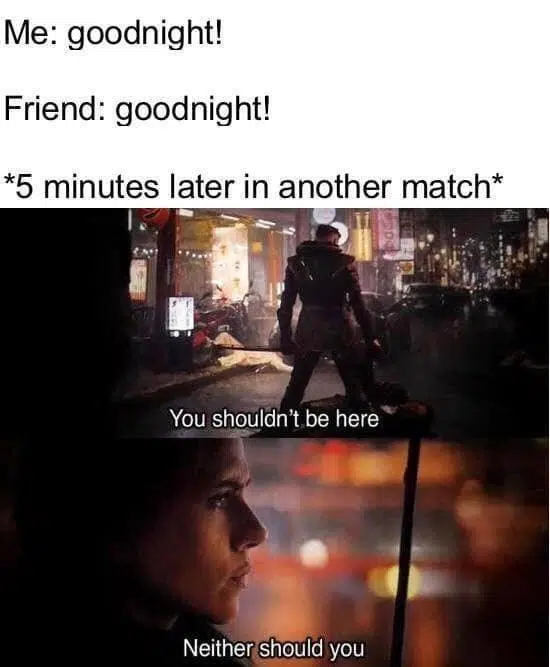 Me: goodnight!
Friend: goodnight!
*5 minutes later in another match*
You shouldn't be here
Neither should you